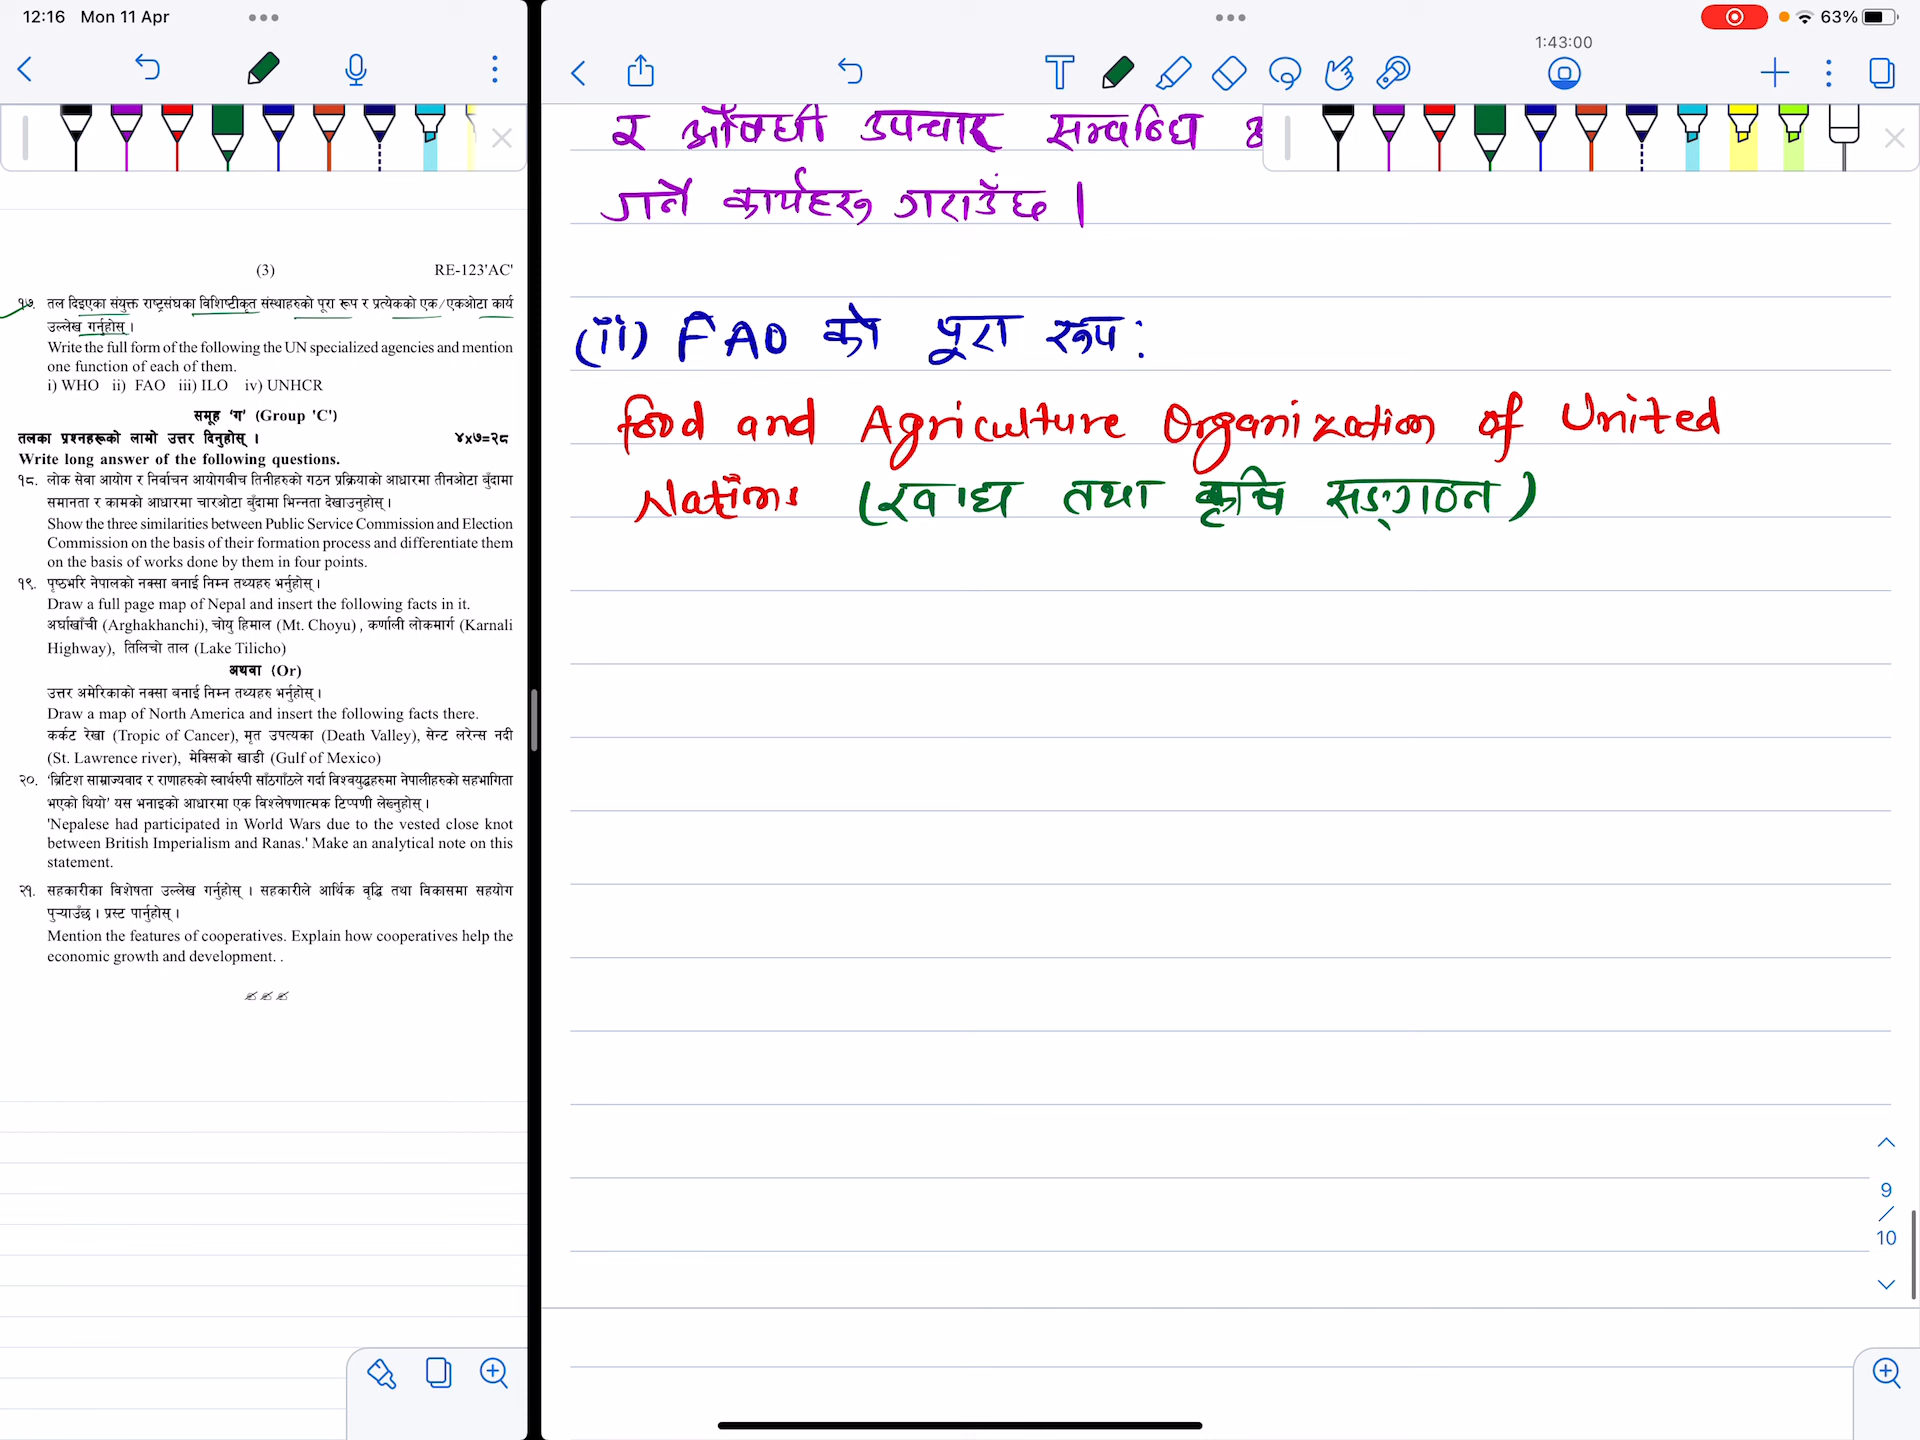 12:16 Mon 11 Apr
63%
1:43:00
(3) RE-123'AC'
१७. तल दिइएका संयुक्त राष्ट्रसंघका विशिष्टीकृत संस्थाहरुको पूरा रूप र प्रत्येकको एक/एकओटा कार्य
उल्लेख गर्नुहोस् ।
Write the full form of the following the UN specialized agencies and mention
one function of each of them.
i) WHO ii) FAO iii) ILO iv) UNHCR
समूह 'ग' (Group 'C')
तलका प्रश्नहरूको लामो उत्तर दिनुहोस् । ४x७=२८
Write long answer of the following questions.
१८. लोक सेवा आयोग र निर्वाचन आयोगबीच तिनीहरुको गठन प्रक्रियाको आधारमा तीनओटा बुँदामा
समानता र कामको आधारमा चारओटा बुँदामा भिन्नता देखाउनुहोस् ।
Show the three similarities between Public Service Commission and Election
Commission on the basis of their formation process and differentiate them
on the basis of works done by them in four points.
१९. पृष्ठभरि नेपालको नक्सा बनाई निम्न तथ्यहरु भर्नुहोस् ।
Draw a full page map of Nepal and insert the following facts in it.
अर्घाखाँची (Arghakhanchi), चोयु हिमाल (Mt. Choyu) , कर्णाली लोकमार्ग (Karnali
Highway), तिलिचो ताल (Lake Tilicho)
अथवा (Or)
उत्तर अमेरिकाको नक्सा बनाई निम्न तथ्यहरु भर्नुहोस् ।
Draw a map of North America and insert the following facts there.
कर्कट रेखा (Tropic of Cancer), मृत उपत्यका (Death Valley), सेन्ट लरेन्स नदी
(St. Lawrence river), मेक्सिको खाडी (Gulf of Mexico)
२०. 'ब्रिटिश साम्राज्यवाद र राणाहरुको स्वार्थरुपी साँठगाँठले गर्दा विश्वयुद्धहरुमा नेपालीहरुको सहभागिता
भएको थियो' यस भनाइको आधारमा एक विश्लेषणात्मक टिप्पणी लेख्नुहोस् ।
'Nepalese had participated in World Wars due to the vested close knot
between British Imperialism and Ranas.' Make an analytical note on this
statement.
२१. सहकारीका विशेषता उल्लेख गर्नुहोस् । सहकारीले आर्थिक वृद्धि तथा विकासमा सहयोग
पुऱ्याउँछ । प्रस्ट पार्नुहोस् ।
Mention the features of cooperatives. Explain how cooperatives help the
economic growth and development. .
र औषधी उपचार सम्बन्धि
गर्ने कार्यहरू गराउँछ ।
(ii) FAO को पूरा रूप :
Food and Agriculture Organization of United
Nations (खाद्य तथा कृषि सङ्गठन)
9
/
10